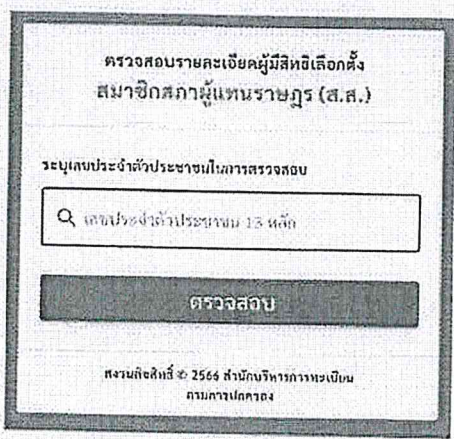 ตรวจสอบรายละเอียดผู้มีสิทธิเลือกตั้ง
สมาชิกสภาผู้แทนราษฎร (ส.ส.)
ระบุเลขประจำตัวประชาชนในการตรวจสอบ
เลขประจำตัวประชาชน 13 หลัก
ตรวจสอบ
สงวนลิขสิทธิ์ © 2566 สำนักบริหารการทะเบียน
กรมการปกครอง